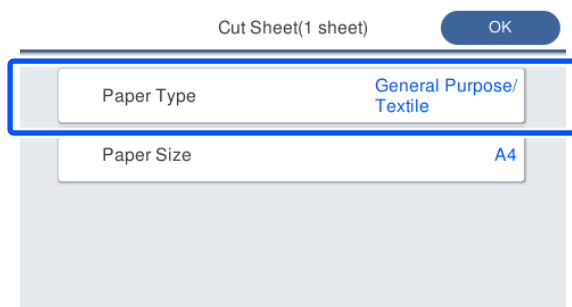 Cut Sheet(1 sheet)
OK
Paper Type
General Purpose/
Textile
Paper Size
A4